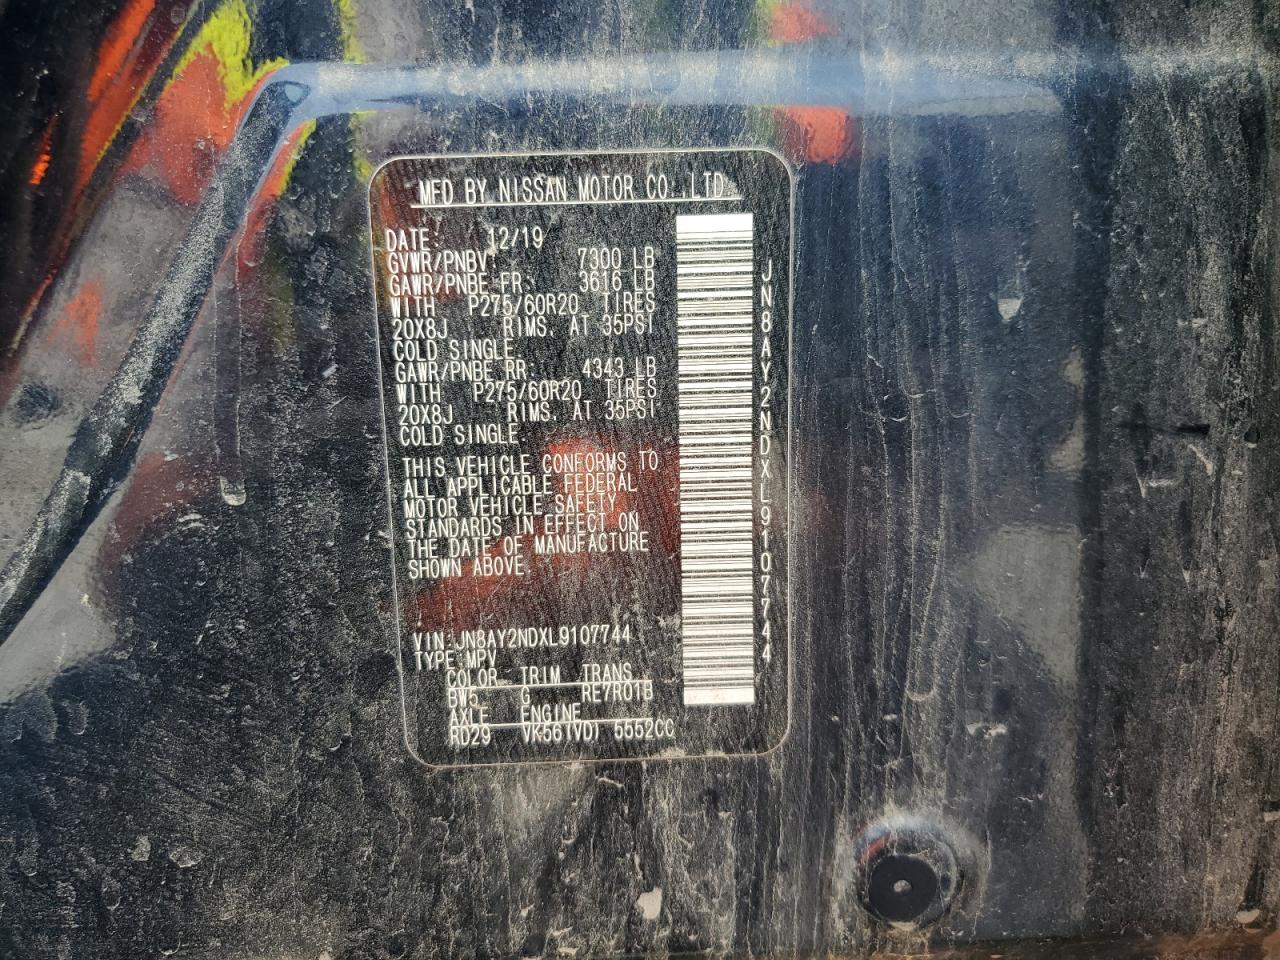 MFD BY NISSAN MOTOR CO.,LTD.
DATE: 12/19
GVWR/PNBV: 7300 LB
GAWR/PNBE FR: 3616 LB
WITH P275/60R20 TIRES
20X8J RIMS, AT 35PSI
COLD SINGLE.
GAWR/PNBE RR: 4343 LB
WITH P275/60R20 TIRES
20X8J RIMS, AT 35PSI
COLD SINGLE.
THIS VEHICLE CONFORMS TO
ALL APPLICABLE FEDERAL
MOTOR VEHICLE SAFETY
STANDARDS IN EFFECT ON
THE DATE OF MANUFACTURE
SHOWN ABOVE.
VIN:JN8AY2NDXL9107744
TYPE:MPV
COLOR TRIM TRANS
BW5 G RE7R01B
AXLE ENGINE
RD29 VK56(VD) 5552CC
JN8AY2NDXL9107744